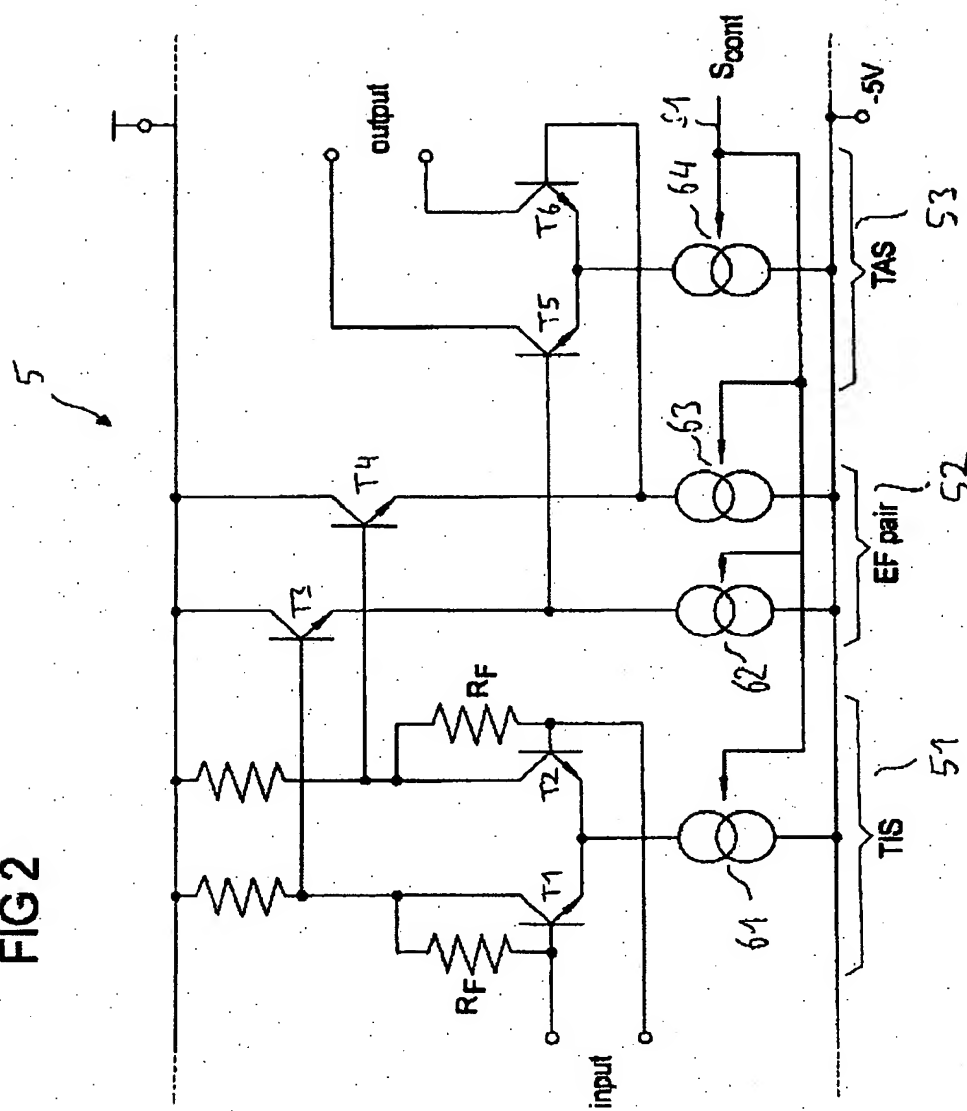 FIG 2
5
T3
T4
output
RF
RF
T1
T2
T5
T6
input
61
62
63
64
Scont
-5V
TIS
51
EF pair
52
TAS
53